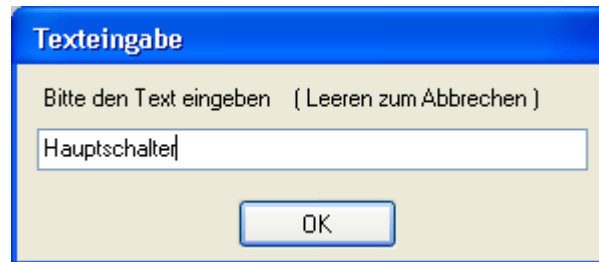 Texteingabe
Bitte den Text eingeben ( Leeren zum Abbrechen )
Hauptschalter
OK